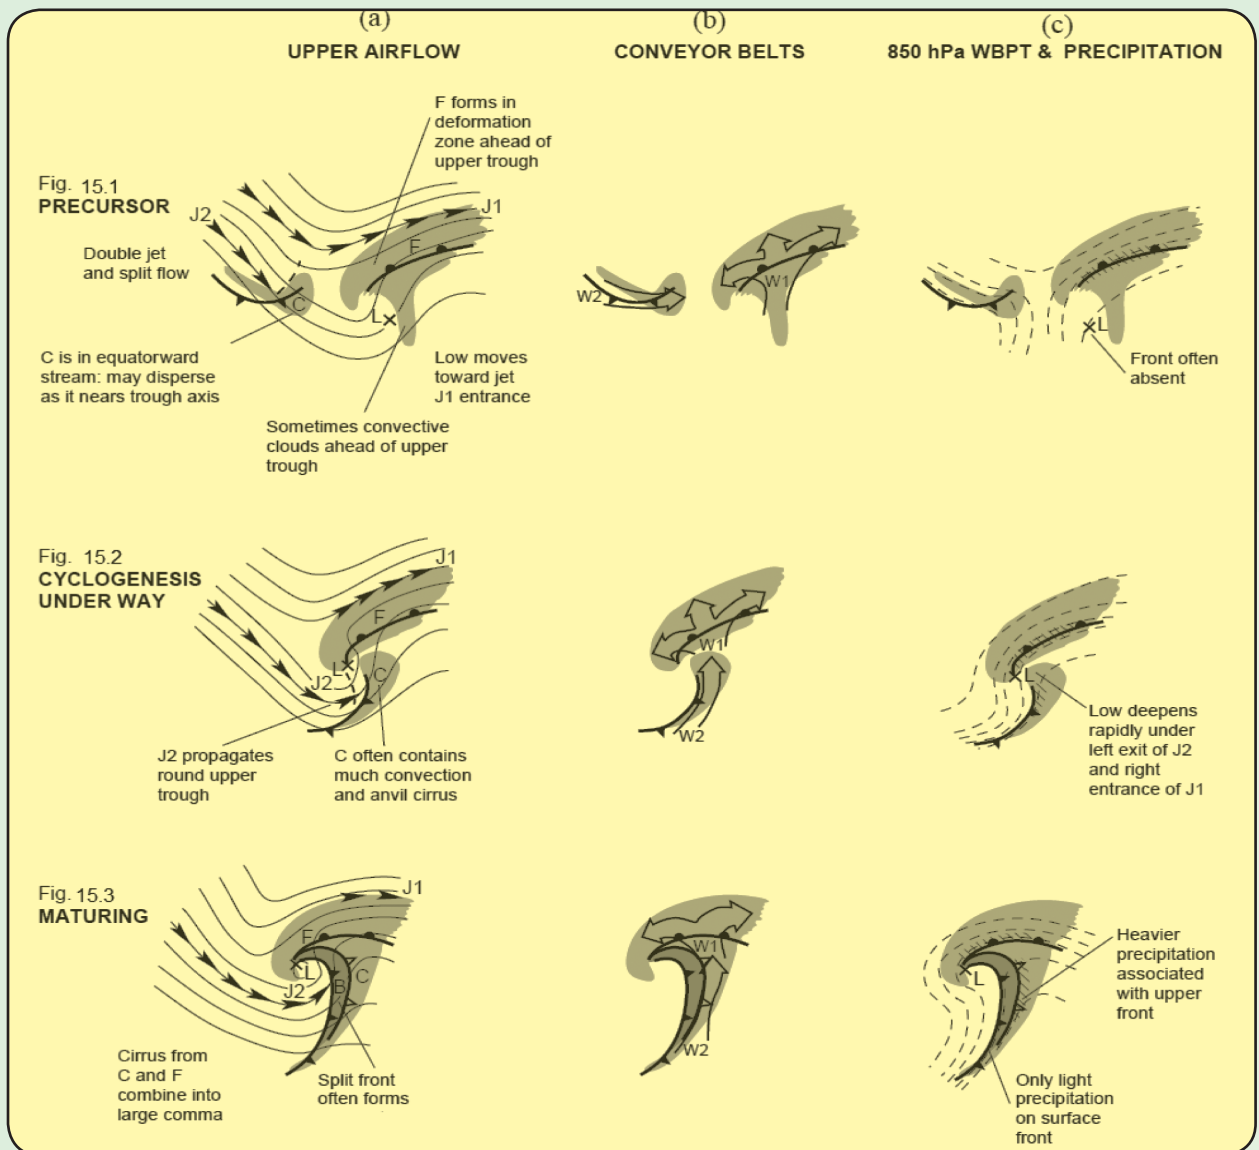 (a)
UPPER AIRFLOW
(b)
CONVEYOR BELTS
(c)
850 hPa WBPT & PRECIPITATION
Fig. 15.1
PRECURSOR
F forms in
deformation
zone ahead of
upper trough
J2
J1
F
C
L
Double jet
and split flow
C is in equatorward
stream: may disperse
as it nears trough axis
Low moves
toward jet
J1 entrance
Sometimes convective
clouds ahead of upper
trough
W2
W1
L
Front often
absent
Fig. 15.2
CYCLOGENESIS
UNDER WAY
J1
F
L
C
J2
J2 propagates
round upper
trough
C often contains
much convection
and anvil cirrus
W1
W2
L
Low deepens
rapidly under
left exit of J2
and right
entrance of J1
Fig. 15.3
MATURING
J1
F
L
C
J2
B
Cirrus from
C and F
combine into
large comma
Split front
often forms
W1
W2
L
Heavier
precipitation
associated
with upper
front
Only light
precipitation
on surface
front